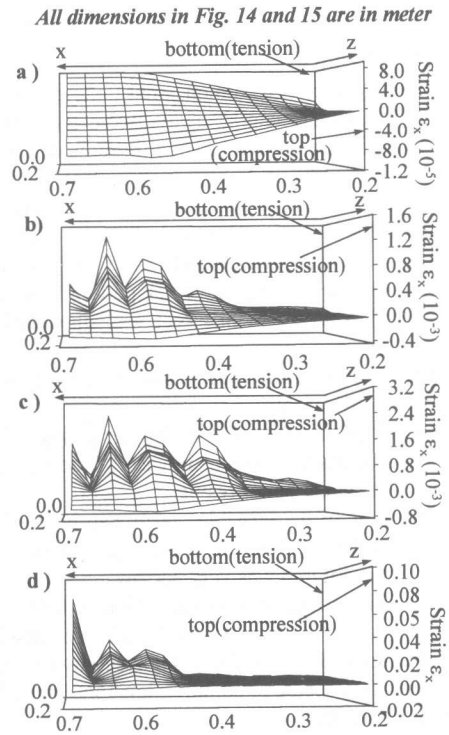 All dimensions in Fig. 14 and 15 are in meter
a )
x
bottom(tension)
z
top
(compression)
8.0
4.0
0.0
-4.0
-8.0
-1.2
Strain εx (10-5)
0.0
0.2
0.7 0.6 0.4 0.3 0.2
b)
x
bottom(tension)
z
top(compression)
1.6
1.2
0.8
0.4
0.0
-0.4
Strain εx (10-3)
0.0
0.2
0.7 0.6 0.4 0.3 0.2
c )
x
bottom(tension)
z
top(compression)
3.2
2.4
1.6
0.8
0.0
-0.8
Strain εx (10-3)
0.0
0.2
0.7 0.6 0.4 0.3 0.2
d )
x
bottom(tension)
z
top(compression)
0.10
0.08
0.05
0.04
0.02
0.00
-0.02
Strain εx
0.0
0.2
0.7 0.6 0.4 0.3 0.2